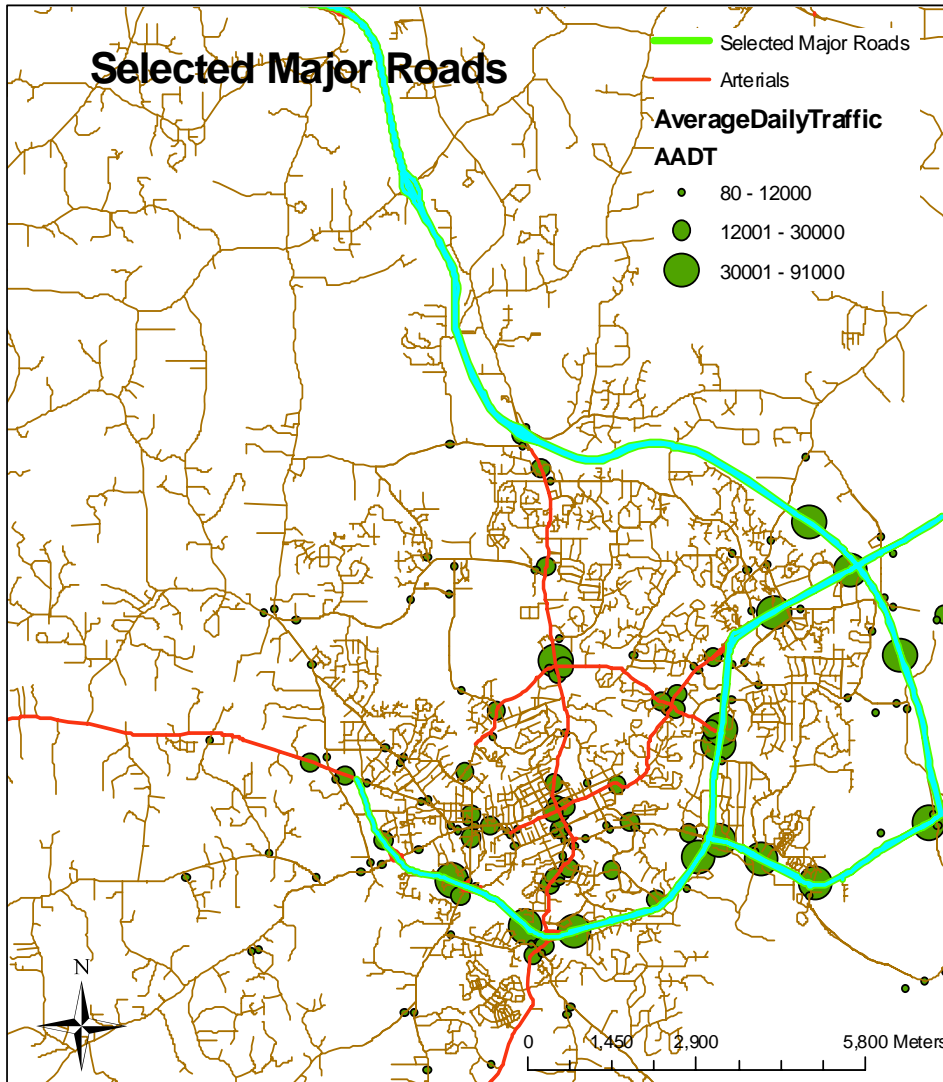 Selected Major Roads
Selected Major Roads
Arterials
AverageDailyTraffic
AADT
80 - 12000
12001 - 30000
30001 - 91000
N
0 1,450 2,900 5,800 Meters